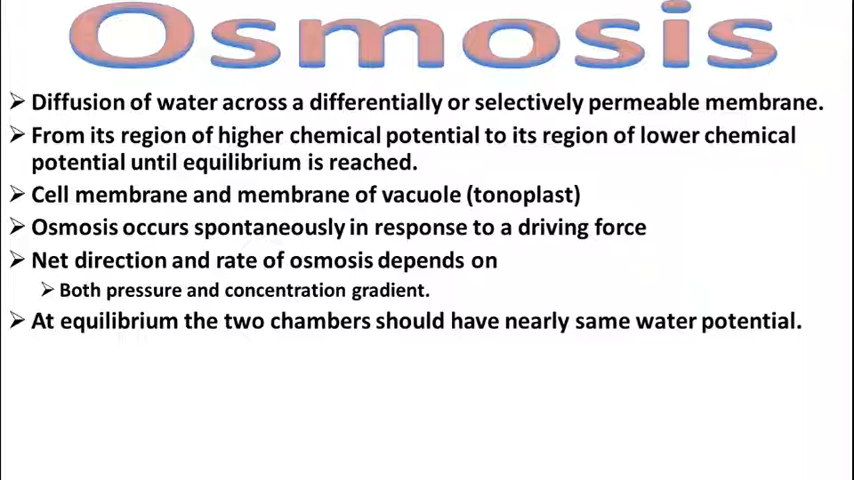 Osmosis
➢ Diffusion of water across a differentially or selectively permeable membrane.
➢ From its region of higher chemical potential to its region of lower chemical
potential until equilibrium is reached.
➢ Cell membrane and membrane of vacuole (tonoplast)
➢ Osmosis occurs spontaneously in response to a driving force
➢ Net direction and rate of osmosis depends on
➢ Both pressure and concentration gradient.
➢ At equilibrium the two chambers should have nearly same water potential.